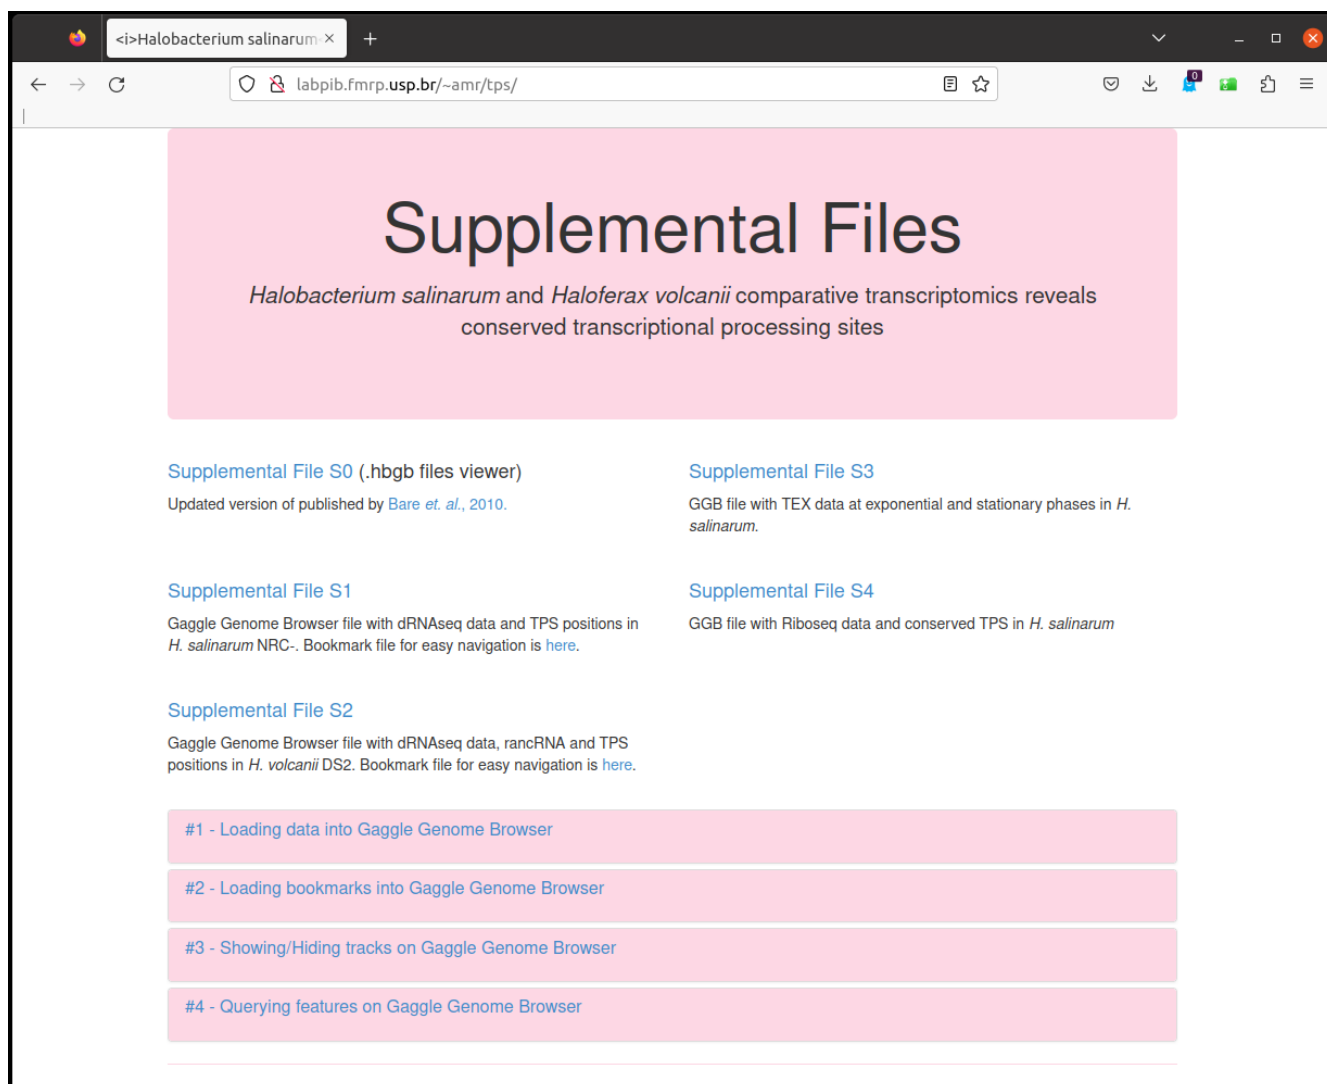 <i>Halobacterium salinarum
labpib.fmrp.usp.br/~amr/tps/
0
Supplemental Files
Halobacterium salinarum and Haloferax volcanii comparative transcriptomics reveals
conserved transcriptional processing sites
Supplemental File S0 (.hbgb files viewer)
Updated version of published by Bare et. al., 2010.
Supplemental File S3
GGB file with TEX data at exponential and stationary phases in H.
salinarum.
Supplemental File S1
Gaggle Genome Browser file with dRNAseq data and TPS positions in
H. salinarum NRC-. Bookmark file for easy navigation is here.
Supplemental File S4
GGB file with Riboseq data and conserved TPS in H. salinarum
Supplemental File S2
Gaggle Genome Browser file with dRNAseq data, rancRNA and TPS
positions in H. volcanii DS2. Bookmark file for easy navigation is here.
#1 - Loading data into Gaggle Genome Browser
#2 - Loading bookmarks into Gaggle Genome Browser
#3 - Showing/Hiding tracks on Gaggle Genome Browser
#4 - Querying features on Gaggle Genome Browser